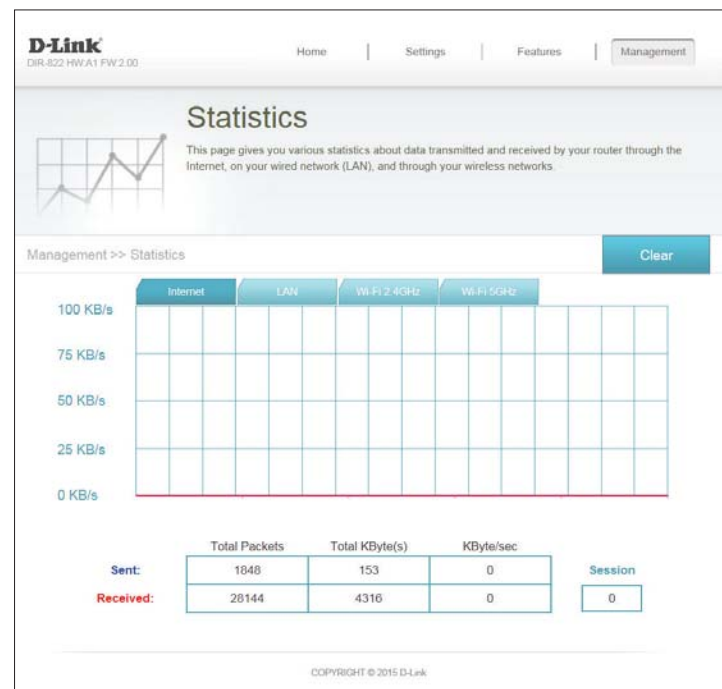 D-Link
DIR-822 HW:A1 FW:2.00
Home | Settings | Features | Management
Statistics
This page gives you various statistics about data transmitted and received by your router through the
Internet, on your wired network (LAN), and through your wireless networks.
Management >> Statistics
Clear
Internet LAN Wi-Fi 2.4GHz Wi-Fi 5GHz
100 KB/s
75 KB/s
50 KB/s
25 KB/s
0 KB/s
Total Packets Total KByte(s) KByte/sec
Sent: 1848 153 0 Session
Received: 28144 4316 0 0
COPYRIGHT © 2015 D-Link